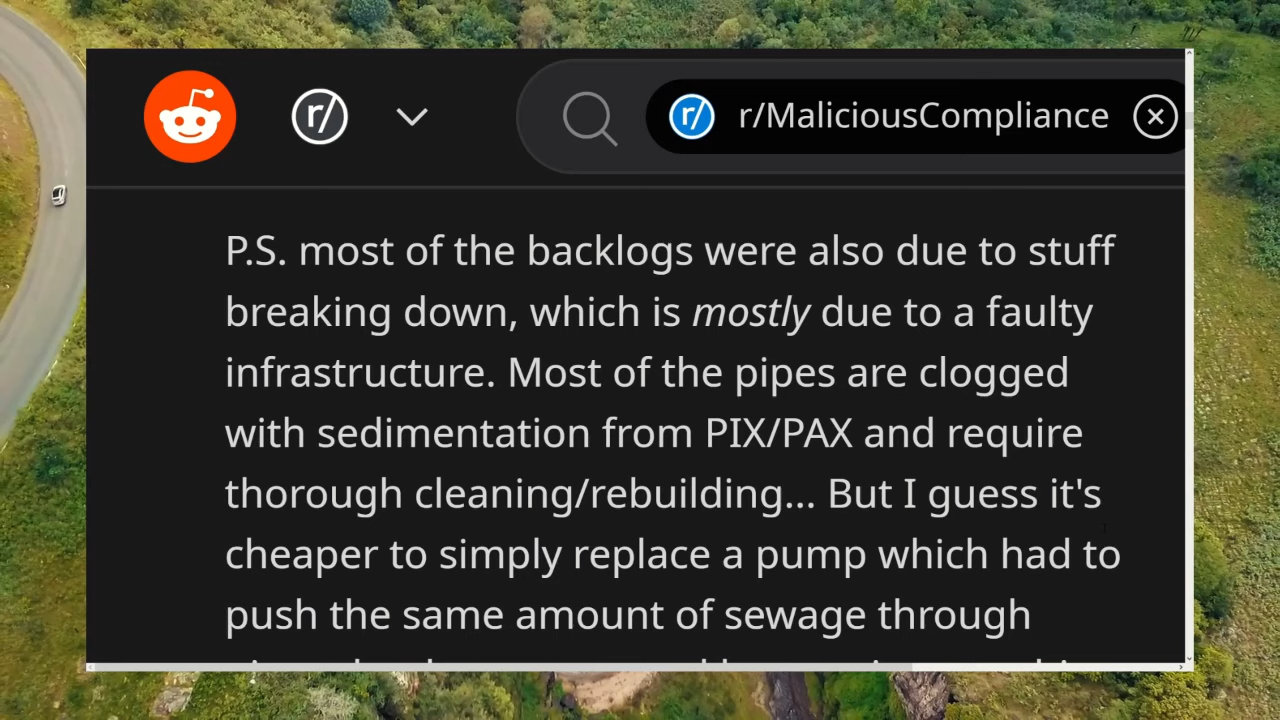 r/
r/
r/MaliciousCompliance
P.S. most of the backlogs were also due to stuff
breaking down, which is mostly due to a faulty
infrastructure. Most of the pipes are clogged
with sedimentation from PIX/PAX and require
thorough cleaning/rebuilding... But I guess it's
cheaper to simply replace a pump which had to
push the same amount of sewage through